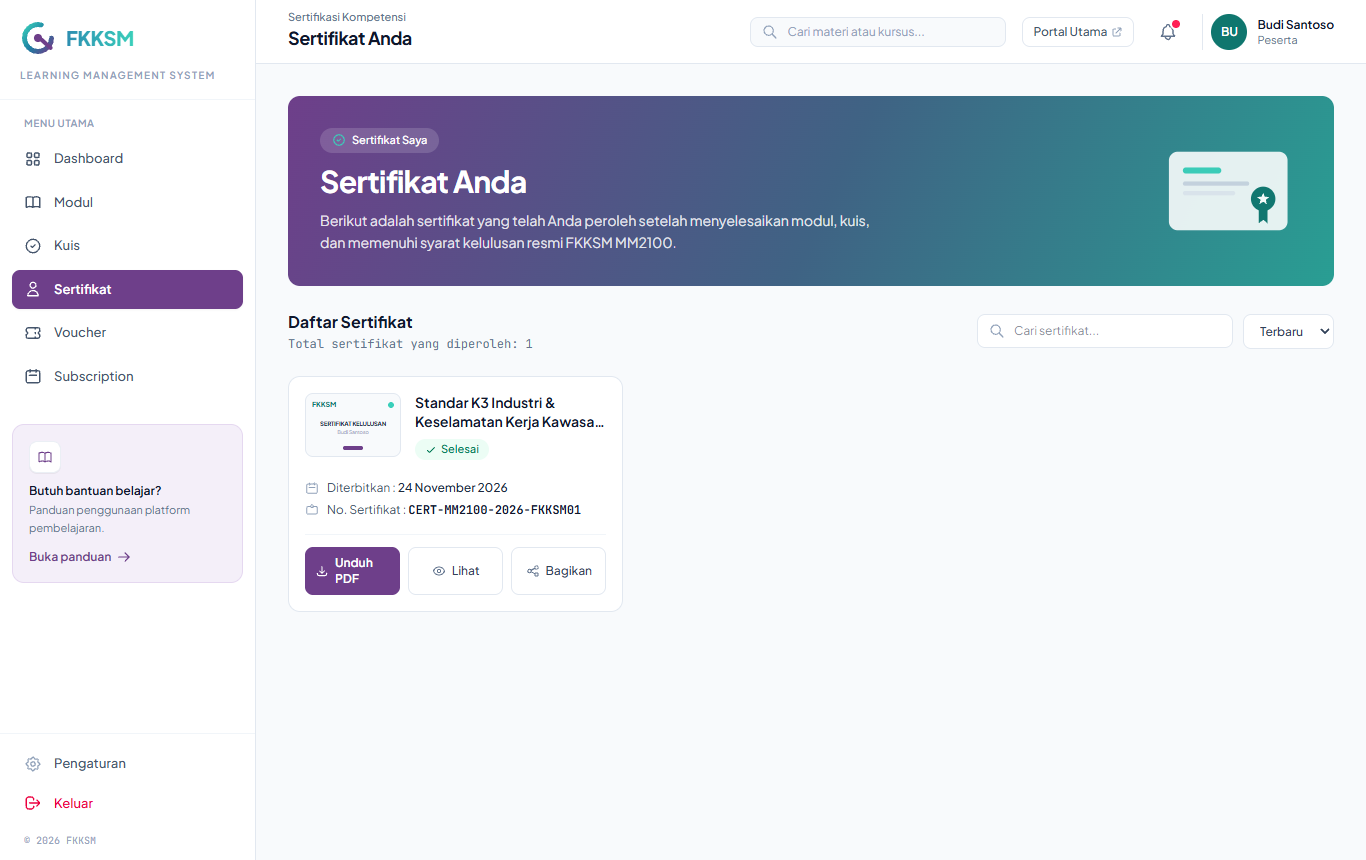 FKKSM
LEARNING MANAGEMENT SYSTEM
MENU UTAMA
Dashboard
Modul
Kuis
Sertifikat
Voucher
Subscription
Butuh bantuan belajar?
Panduan penggunaan platform
pembelajaran.
Buka panduan
Pengaturan
Keluar
© 2026 FKKSM
Sertifikasi Kompetensi
Sertifikat Anda
Cari materi atau kursus...
Portal Utama
BU
Budi Santoso
Peserta
Sertifikat Saya
Sertifikat Anda
Berikut adalah sertifikat yang telah Anda peroleh setelah menyelesaikan modul, kuis,
dan memenuhi syarat kelulusan resmi FKKSM MM2100.
Daftar Sertifikat
Total sertifikat yang diperoleh: 1
Cari sertifikat...
Terbaru
FKKSM
SERTIFIKAT KELULUSAN
Budi Santoso
Standar K3 Industri &
Keselamatan Kerja Kawasa...
Selesai
Diterbitkan : 24 November 2026
No. Sertifikat : CERT-MM2100-2026-FKKSM01
Unduh
PDF
Lihat
Bagikan